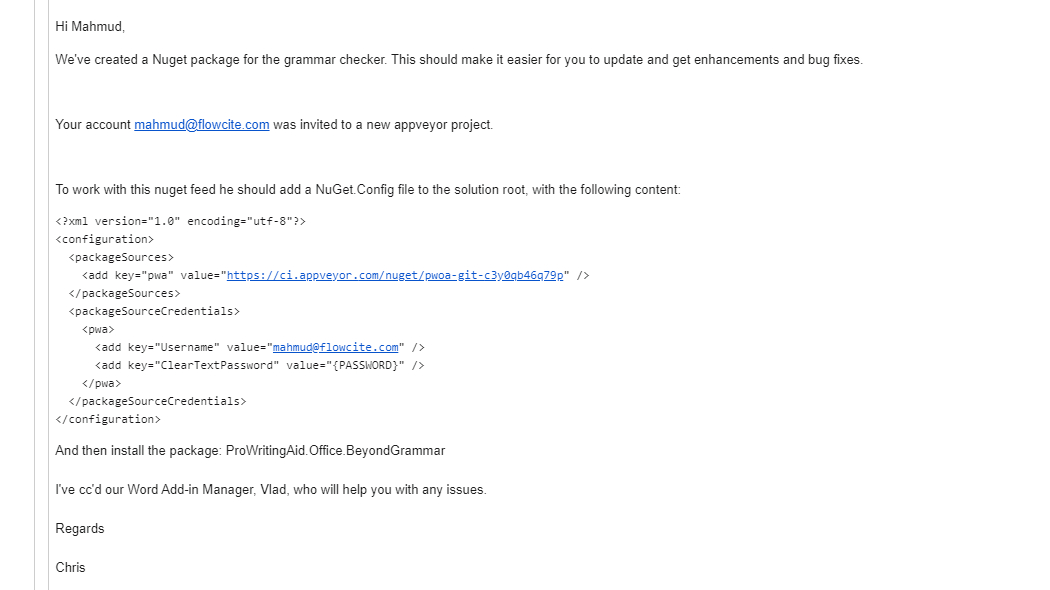 Hi Mahmud,
We've created a Nuget package for the grammar checker. This should make it easier for you to update and get enhancements and bug fixes.
Your account mahmud@flowcite.com was invited to a new appveyor project.
To work with this nuget feed he should add a NuGet.Config file to the solution root, with the following content:
<?xml version="1.0" encoding="utf-8"?>
<configuration>
  <packageSources>
    <add key="pwa" value="https://ci.appveyor.com/nuget/pwoa-git-c3y0qb46q79p" />
  </packageSources>
  <packageSourceCredentials>
    <pwa>
      <add key="Username" value="mahmud@flowcite.com" />
      <add key="ClearTextPassword" value="{PASSWORD}" />
    </pwa>
  </packageSourceCredentials>
</configuration>
And then install the package: ProWritingAid.Office.BeyondGrammar
I've cc'd our Word Add-in Manager, Vlad, who will help you with any issues.
Regards
Chris